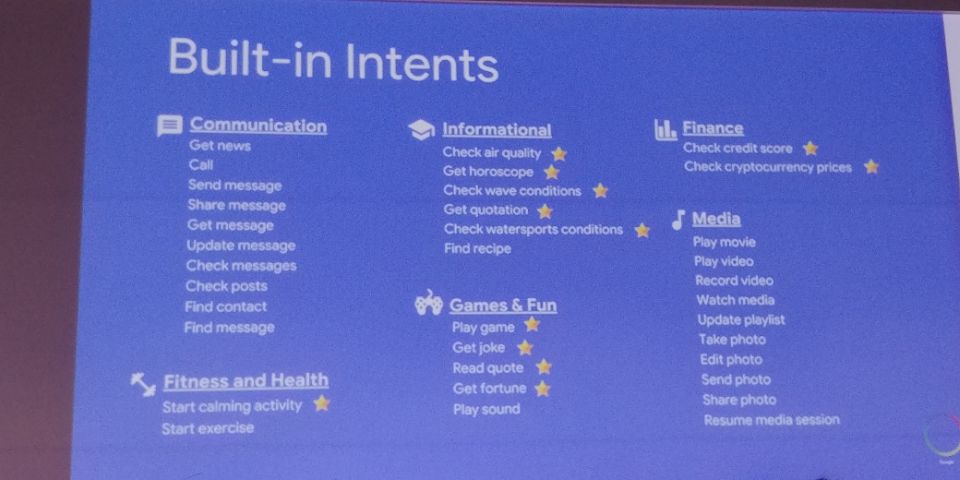 Built-in Intents
Communication
Get news
Call
Send message
Share message
Get message
Update message
Check messages
Check posts
Find contact
Find message
Fitness and Health
Start calming activity
Start exercise
Informational
Check air quality
Get horoscope
Check wave conditions
Get quotation
Check watersports conditions
Find recipe
Games & Fun
Play game
Get joke
Read quote
Get fortune
Play sound
Finance
Check credit score
Check cryptocurrency prices
Media
Play movie
Play video
Record video
Watch media
Update playlist
Take photo
Edit photo
Send photo
Share photo
Resume media session
Google